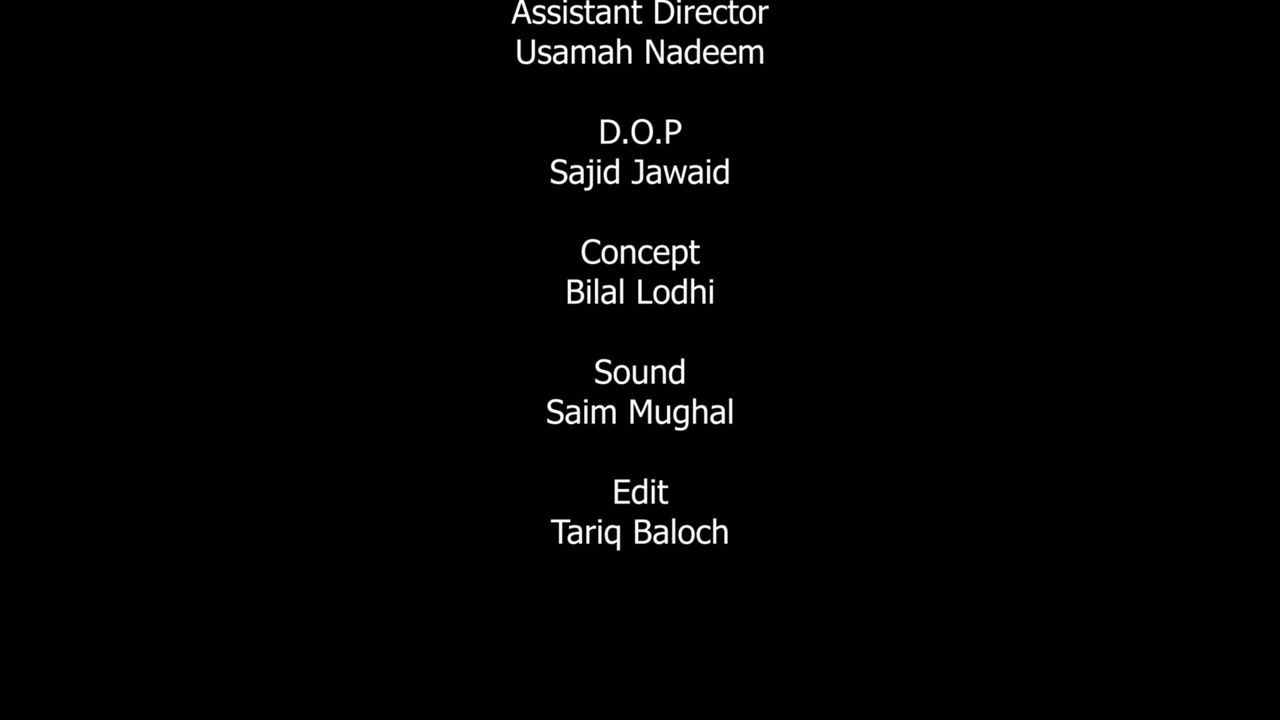 Assistant Director
Usamah Nadeem
D.O.P
Sajid Jawaid
Concept
Bilal Lodhi
Sound
Saim Mughal
Edit
Tariq Baloch